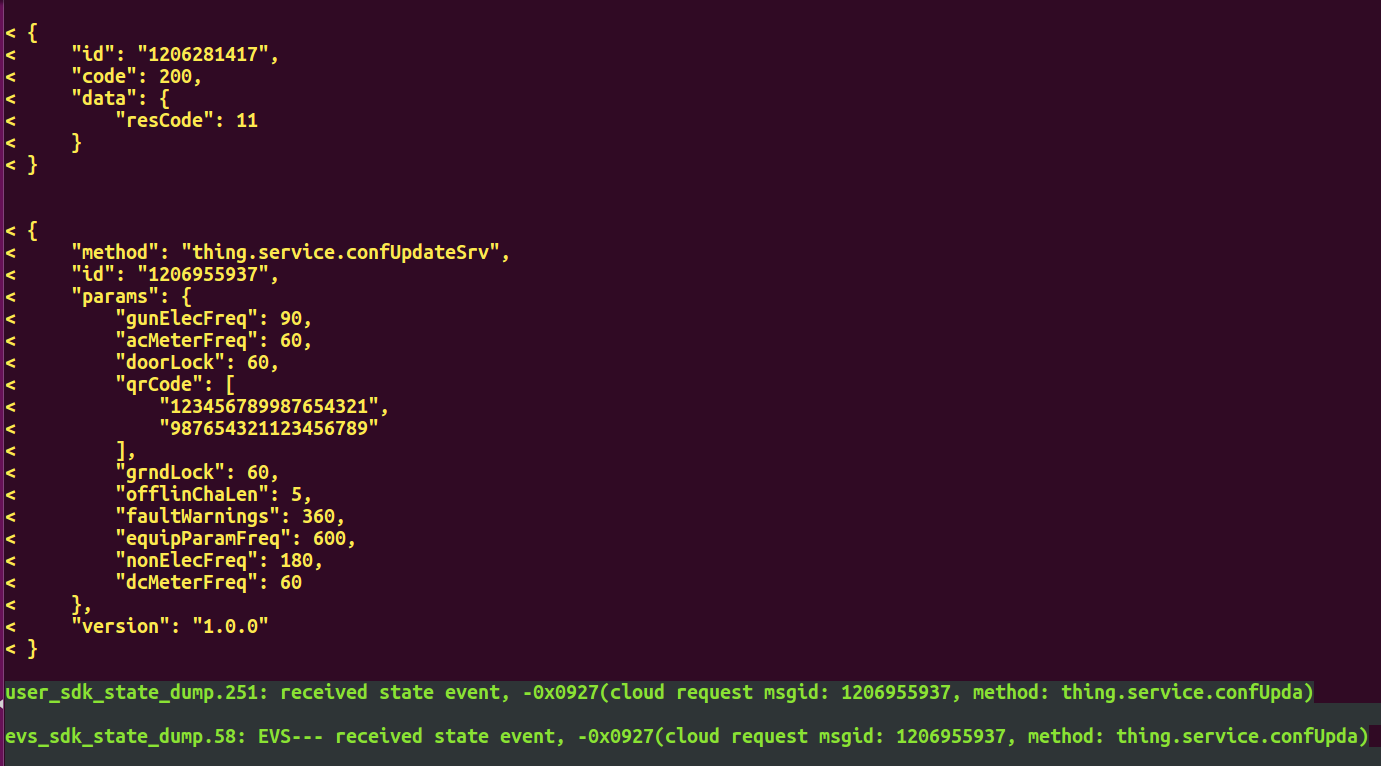 < {
<     "id": "1206281417",
<     "code": 200,
<     "data": {
<         "resCode": 11
<     }
< }
< {
<     "method": "thing.service.confUpdateSrv",
<     "id": "1206955937",
<     "params": {
<         "gunElecFreq": 90,
<         "acMeterFreq": 60,
<         "doorLock": 60,
<         "qrCode": [
<             "123456789987654321",
<             "987654321123456789"
<         ],
<         "grndLock": 60,
<         "offlinChaLen": 5,
<         "faultWarnings": 360,
<         "equipParamFreq": 600,
<         "nonElecFreq": 180,
<         "dcMeterFreq": 60
<     },
<     "version": "1.0.0"
< }
user_sdk_state_dump.251: received state event, -0x0927(cloud request msgid: 1206955937, method: thing.service.confUpda)
evs_sdk_state_dump.58: EVS--- received state event, -0x0927(cloud request msgid: 1206955937, method: thing.service.confUpda)